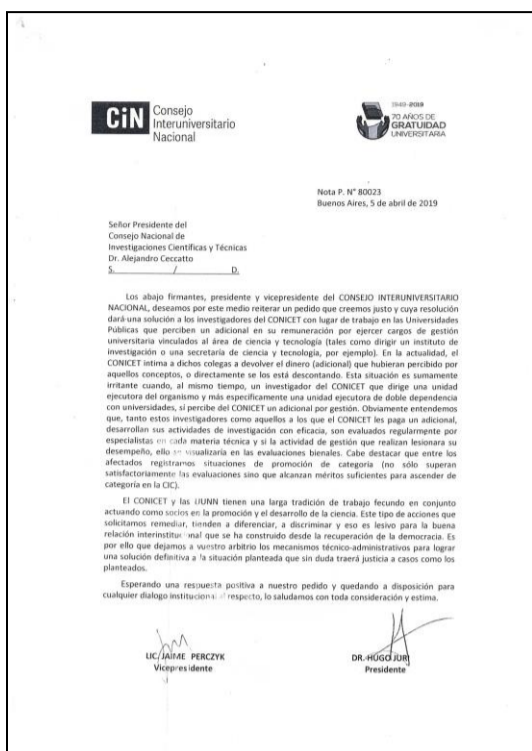 CiN
Consejo
Interuniversitario
Nacional
1949-2019
70 AÑOS DE
GRATUIDAD
UNIVERSITARIA
Nota P. N° 80023
Buenos Aires, 5 de abril de 2019
Señor Presidente del
Consejo Nacional de
Investigaciones Científicas y Técnicas
Dr. Alejandro Ceccatto
S. / D.
Los abajo firmantes, presidente y vicepresidente del CONSEJO INTERUNIVERSITARIO
NACIONAL, deseamos por este medio reiterar un pedido que creemos justo y cuya resolución
dará una solución a los investigadores del CONICET con lugar de trabajo en las Universidades
Públicas que perciben un adicional en su remuneración por ejercer cargos de gestión
universitaria vinculados al área de ciencia y tecnología (tales como dirigir un instituto de
investigación o una secretaría de ciencia y tecnología, por ejemplo). En la actualidad, el
CONICET intima a dichos colegas a devolver el dinero (adicional) que hubieran percibido por
aquellos conceptos, o directamente se los está descontando. Esta situación es sumamente
irritante cuando, al mismo tiempo, un investigador del CONICET que dirige una unidad
ejecutora del organismo y más específicamente una unidad ejecutora de doble dependencia
con universidades, sí percibe del CONICET un adicional por gestión. Obviamente entendemos
que, tanto estos investigadores como aquellos a los que el CONICET les paga un adicional,
desarrollan sus actividades de investigación con eficacia, son evaluados regularmente por
especialistas en cada materia técnica y si la actividad de gestión que realizan lesionara su
desempeño, ello se visualizaría en las evaluaciones bienales. Cabe destacar que entre los
afectados registramos situaciones de promoción de categoría (no sólo superan
satisfactoriamente las evaluaciones sino que alcanzan méritos suficientes para ascender de
categoría en la CIC).
El CONICET y las UUNN tienen una larga tradición de trabajo fecundo en conjunto
actuando como socios en la promoción y el desarrollo de la ciencia. Este tipo de acciones que
solicitamos remediar, tienden a diferenciar, a discriminar y eso es lesivo para la buena
relación interinstitucional que se ha construido desde la recuperación de la democracia. Es
por ello que dejamos a vuestro arbitrio los mecanismos técnico-administrativos para lograr
una solución definitiva a la situación planteada que sin duda traerá justicia a casos como los
planteados.
Esperando una respuesta positiva a nuestro pedido y quedando a disposición para
cualquier dialogo institucional al respecto, lo saludamos con toda consideración y estima.
LIC. JAIME PERCZYK
Vicepresidente
DR. HUGO JURI
Presidente